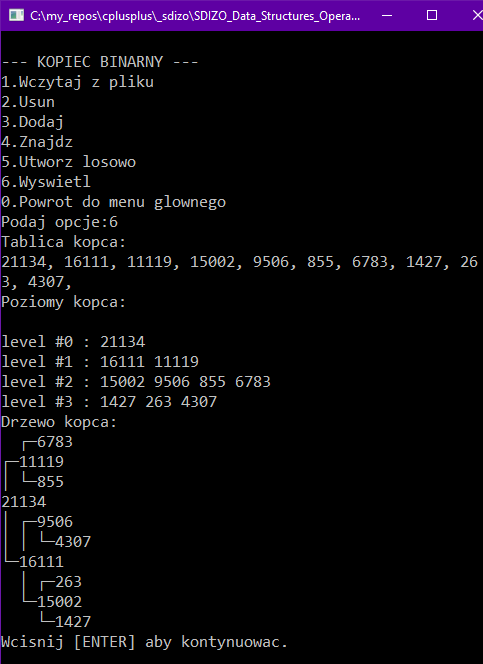 C:\my_repos\cplusplus\_sdizo\SDIZO_Data_Structures_Opera...
--- KOPIEC BINARNY ---
1.Wczytaj z pliku
2.Usun
3.Dodaj
4.Znajdz
5.Utworz losowo
6.Wyswietl
0.Powrot do menu glownego
Podaj opcje:6
Tablica kopca:
21134, 16111, 11119, 15002, 9506, 855, 6783, 1427, 26
3, 4307,
Poziomy kopca:
level #0 : 21134
level #1 : 16111 11119
level #2 : 15002 9506 855 6783
level #3 : 1427 263 4307
Drzewo kopca:
  ┌─6783
┌─11119
│ └─855
21134
│ ┌─9506
│ │ └─4307
└─16111
  │ ┌─263
  └─15002
    └─1427
Wcisnij [ENTER] aby kontynuowac.